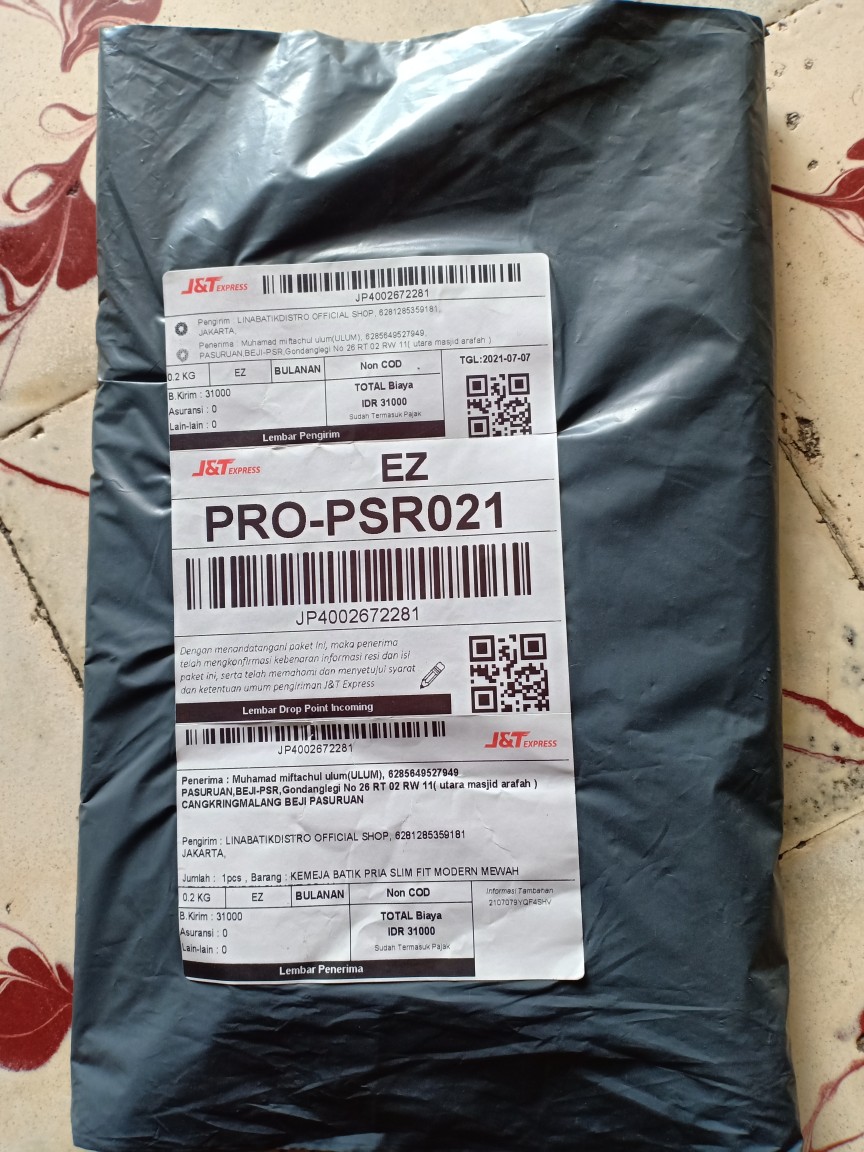 J&T EXPRESS
JP4002672281
Pengirim : LINABATIKDISTRO OFFICIAL SHOP, 6281285359181,
JAKARTA,
Penerima : Muhamad miftachul ulum(ULUM), 6285649527949,
PASURUAN,BEJI-PSR,Gondanglegi No 26 RT 02 RW 11( utara masjid arafah )
0.2 KG EZ BULANAN Non COD TGL:2021-07-07
B.Kirim : 31000 TOTAL Biaya
Asuransi : 0 IDR 31000
Lain-lain : 0 Sudah Termasuk Pajak
Lembar Pengirim
J&T EXPRESS EZ
PRO-PSR021
JP4002672281
Dengan menandatangani paket ini, maka penerima
telah mengkonfirmasi kebenaran informasi resi dan isi
paket ini, serta telah memahami dan menyetujui syarat
dan ketentuan umum pengiriman J&T Express
Lembar Drop Point Incoming
JP4002672281 J&T EXPRESS
Penerima : Muhamad miftachul ulum(ULUM), 6285649527949
PASURUAN,BEJI-PSR,Gondanglegi No 26 RT 02 RW 11( utara masjid arafah )
CANGKRINGMALANG BEJI PASURUAN
Pengirim : LINABATIKDISTRO OFFICIAL SHOP, 6281285359181
JAKARTA,
Jumlah : 1pcs , Barang : KEMEJA BATIK PRIA SLIM FIT MODERN MEWAH
0.2 KG EZ BULANAN Non COD Informasi Tambahan
2107079YQF4SHV
B.Kirim : 31000 TOTAL Biaya
Asuransi : 0 IDR 31000
Lain-lain : 0 Sudah Termasuk Pajak
Lembar Penerima